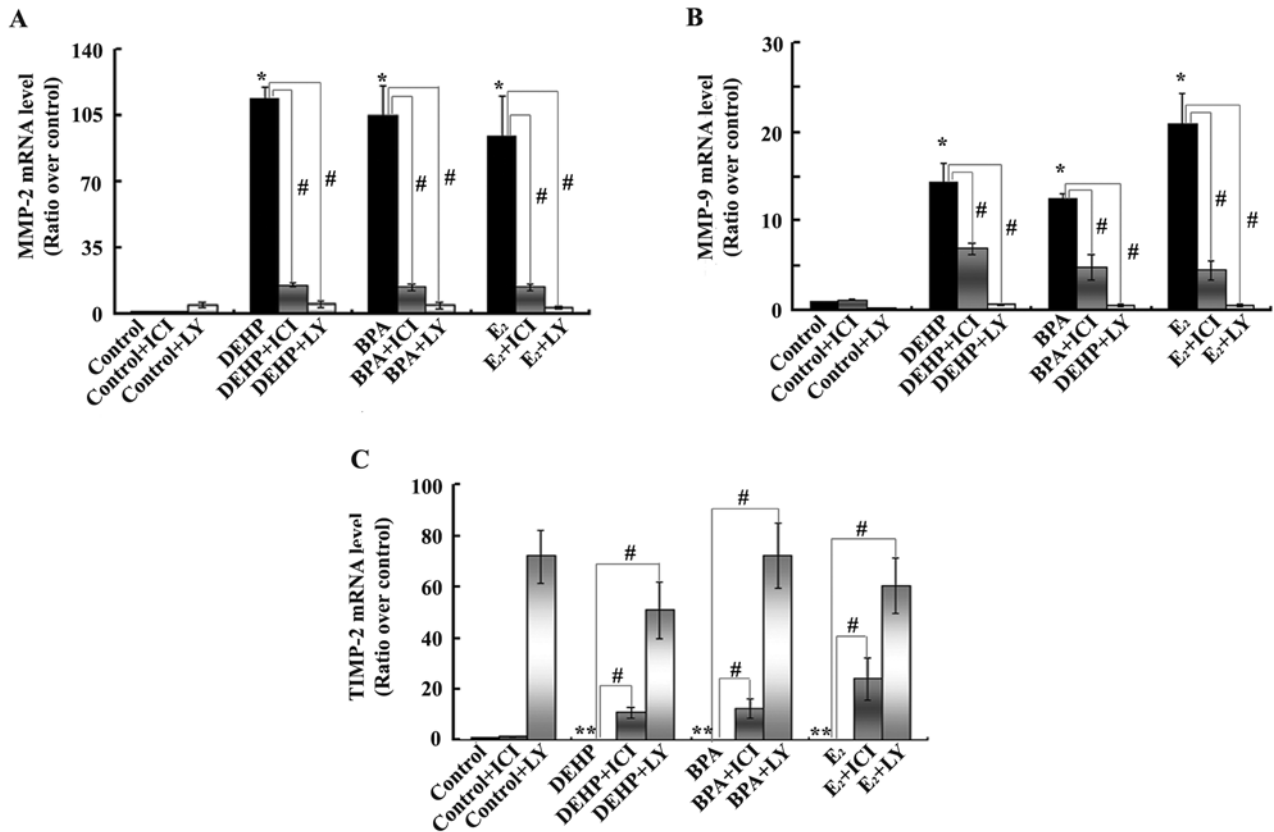 A
MMP-2 mRNA level
(Ratio over control)
140
105
70
35
0
*
#
#
*
#
#
*
#
#
Control
Control+ICI
Control+LY
DEHP
DEHP+ICI
DEHP+LY
BPA
BPA+ICI
BPA+LY
E₂
E₂+ICI
E₂+LY
B
MMP-9 mRNA level
(Ratio over control)
30
20
10
0
*
#
#
*
#
#
*
#
#
Control
Control+ICI
Control+LY
DEHP
DEHP+ICI
DEHP+LY
BPA
BPA+ICI
DEHP+LY
E₂
E₂+ICI
E₂+LY
C
TIMP-2 mRNA level
(Ratio over control)
100
80
60
40
20
0
**
#
#
**
#
#
**
#
#
Control
Control+ICI
Control+LY
DEHP
DEHP+ICI
DEHP+LY
BPA
BPA+ICI
BPA+LY
E₂
E₂+ICI
E₂+LY